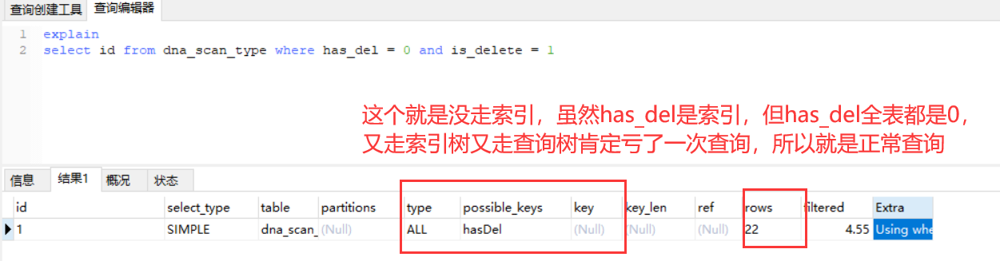 查询创建工具 查询编辑器
1 explain
2 select id from dna_scan_type where has_del = 0 and is_delete = 1
这个就是没走索引，虽然has_del是索引，但has_del全表都是0，
又走索引树又走查询树肯定亏了一次查询，所以就是正常查询
信息 结果1 概况 状态
id select_type table partitions type possible_keys key key_len ref rows filtered Extra
1 SIMPLE dna_scan_ (Null) ALL hasDel (Null) (Null) (Null) 22 4.55 Using whe